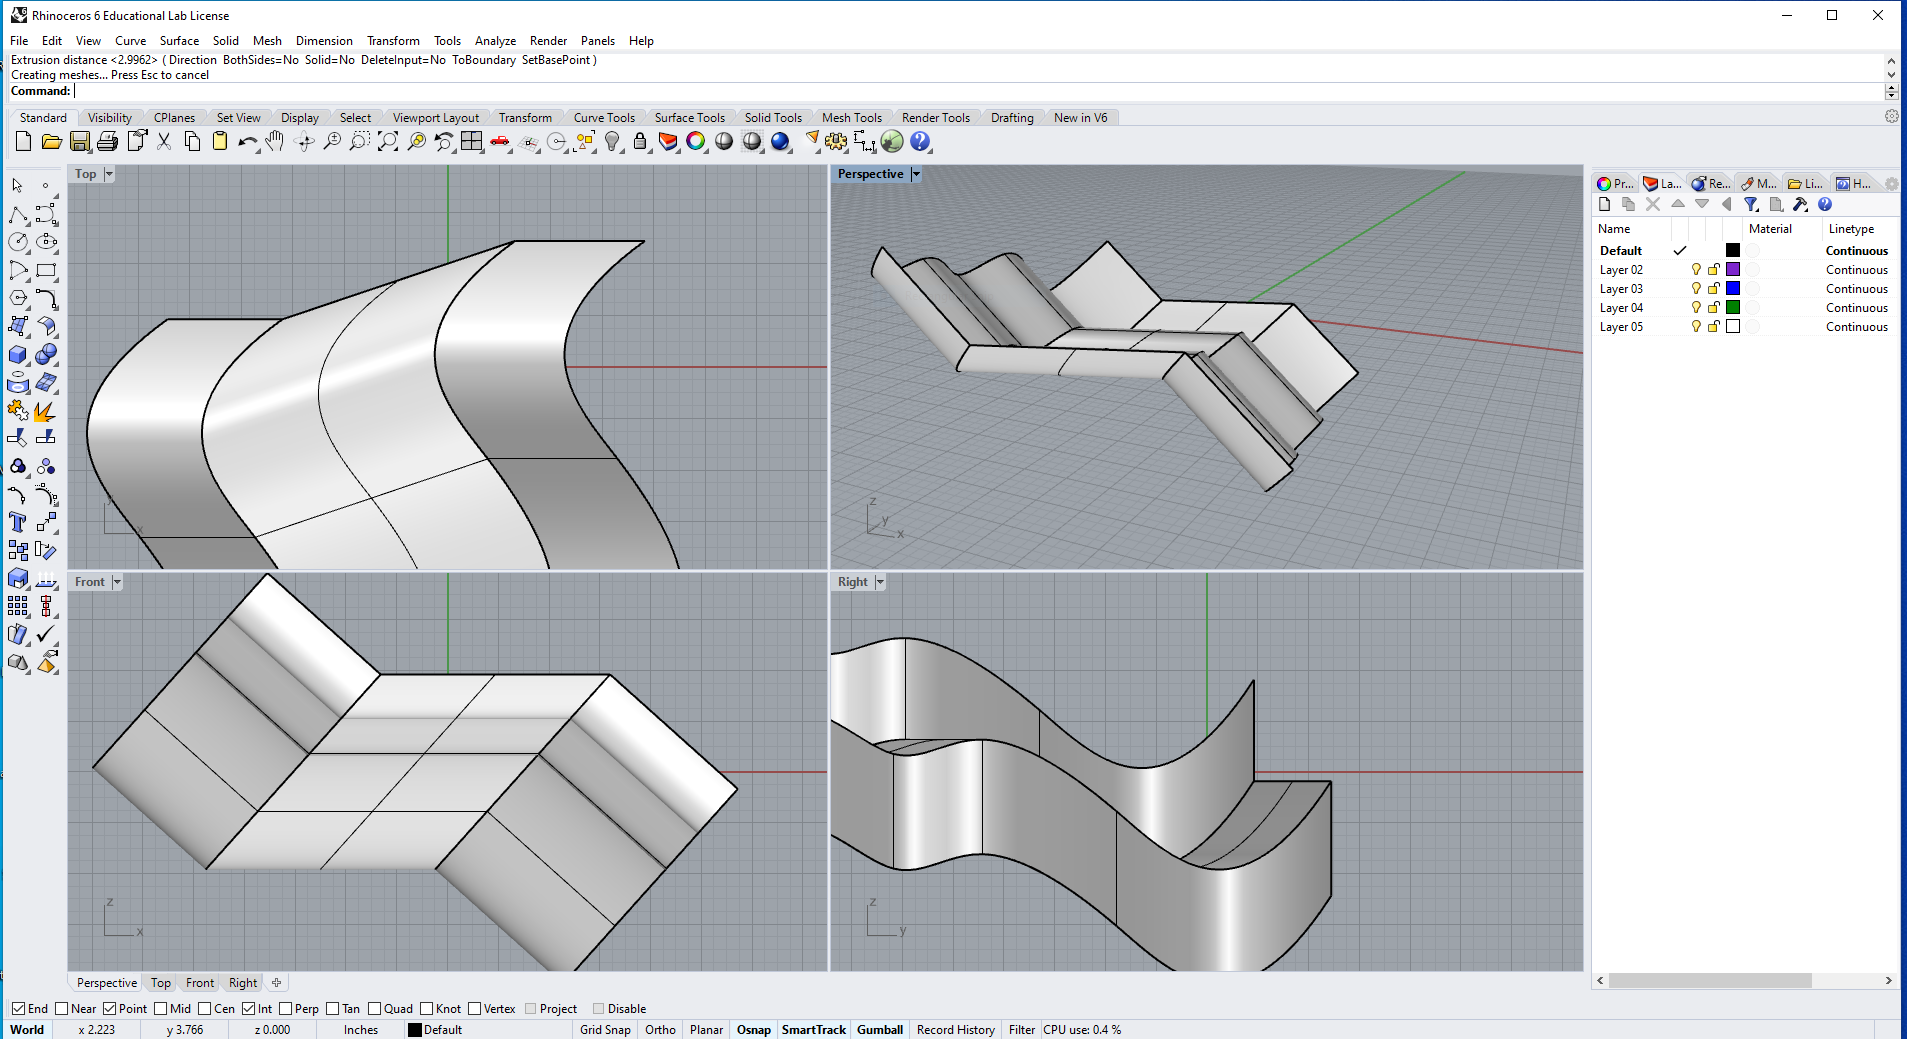 Rhinoceros 6 Educational Lab License
File Edit View Curve Surface Solid Mesh Dimension Transform Tools Analyze Render Panels Help
Extrusion distance <2.9962> ( Direction BothSides=No Solid=No DeleteInput=No ToBoundary SetBasePoint )
Creating meshes... Press Esc to cancel
Command:
Standard Visibility CPlanes Set View Display Select Viewport Layout Transform Curve Tools Surface Tools Solid Tools Mesh Tools Render Tools Drafting New in V6
Top
Perspective
Pr... La... Re... M... Li... H...
Name Material Linetype
Default Continuous
Layer 02 Continuous
Layer 03 Continuous
Layer 04 Continuous
Layer 05 Continuous
y
x
z
y
x
Front
Right
z
x
z
y
Perspective Top Front Right
End Near Point Mid Cen Int Perp Tan Quad Knot Vertex Project Disable
World x 2.223 y 3.766 z 0.000 Inches Default Grid Snap Ortho Planar Osnap SmartTrack Gumball Record History Filter CPU use: 0.4 %